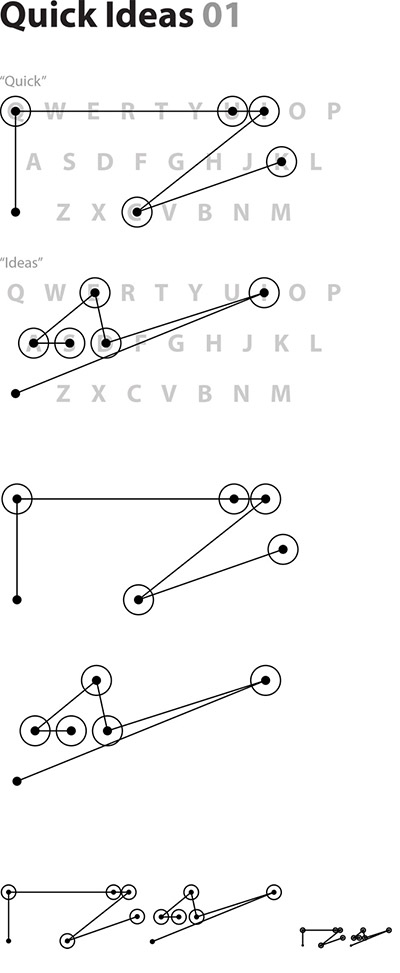 Quick Ideas 01
“Quick”
Q W E R T Y U I O P
A S D F G H J K L
Z X C V B N M
“Ideas”
Q W E R T Y U I O P
A S D F G H J K L
Z X C V B N M